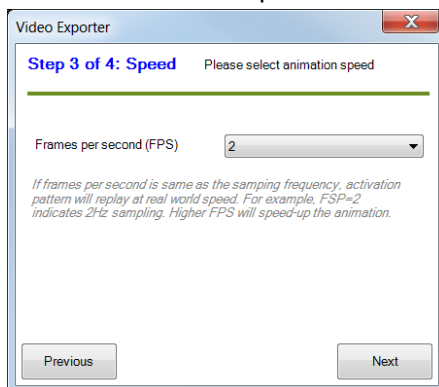 Video Exporter
X
Step 3 of 4: Speed Please select animation speed
Frames per second (FPS) 2
If frames per second is same as the samping frequency, activation
pattern will replay at real world speed. For example, FSP=2
indicates 2Hz sampling. Higher FPS will speed-up the animation.
Previous Next